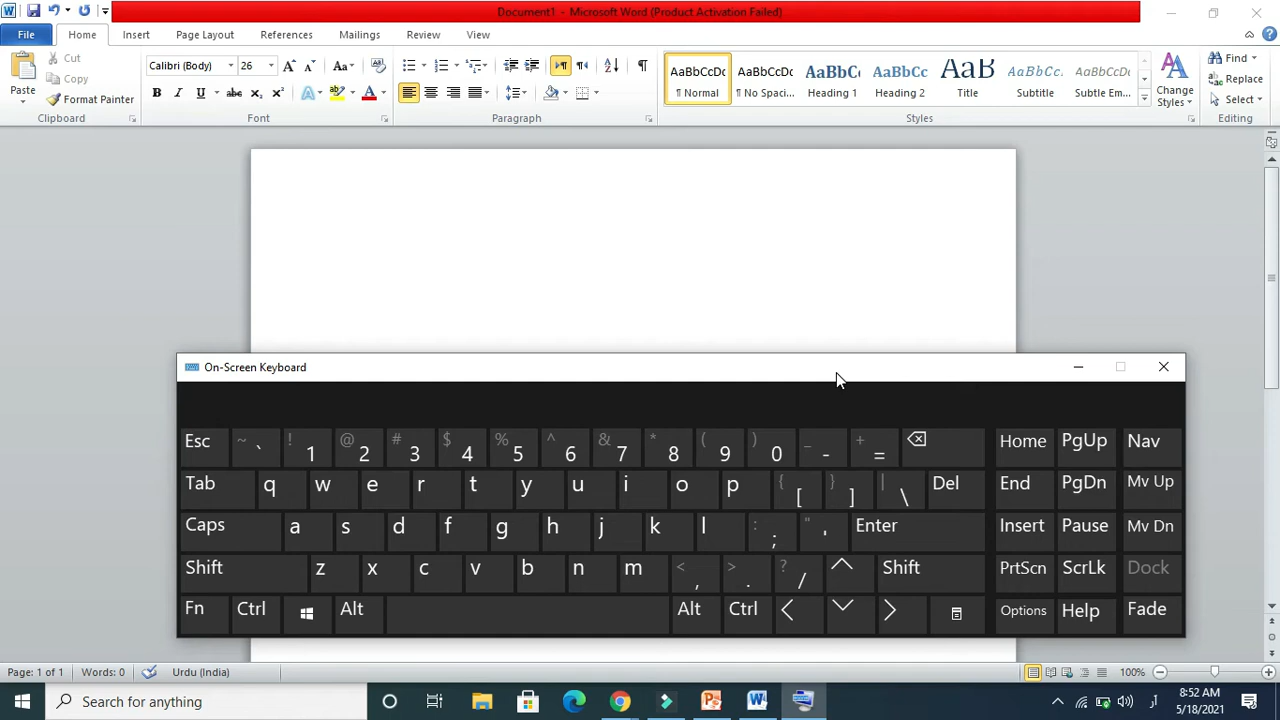 Document1 - Microsoft Word (Product Activation Failed)
File Home Insert Page Layout References Mailings Review View
Cut
Copy
Paste Format Painter
Calibri (Body) 26
AaBbCcDc AaBbCcDc AaBbCc AaBbCc AaB AaBbCc. AaBbCcDc
¶ Normal ¶ No Spaci... Heading 1 Heading 2 Title Subtitle Subtle Em...
Change Styles
Find
Replace
Select
Clipboard Font Paragraph Styles Editing
On-Screen Keyboard
Esc ~ ` ! 1 @ 2 # 3 $ 4 % 5 ^ 6 & 7 * 8 ( 9 ) 0 _ - + = Home PgUp Nav
Tab q w e r t y u i o p { [ } ] | \ Del End PgDn Mv Up
Caps a s d f g h j k l : ; " ' Enter Insert Pause Mv Dn
Shift z x c v b n m < , > . ? / Shift PrtScn ScrLk Dock
Fn Ctrl Alt Alt Ctrl Options Help Fade
Page: 1 of 1 Words: 0 Urdu (India) 100%
Search for anything
8:52 AM
5/18/2021